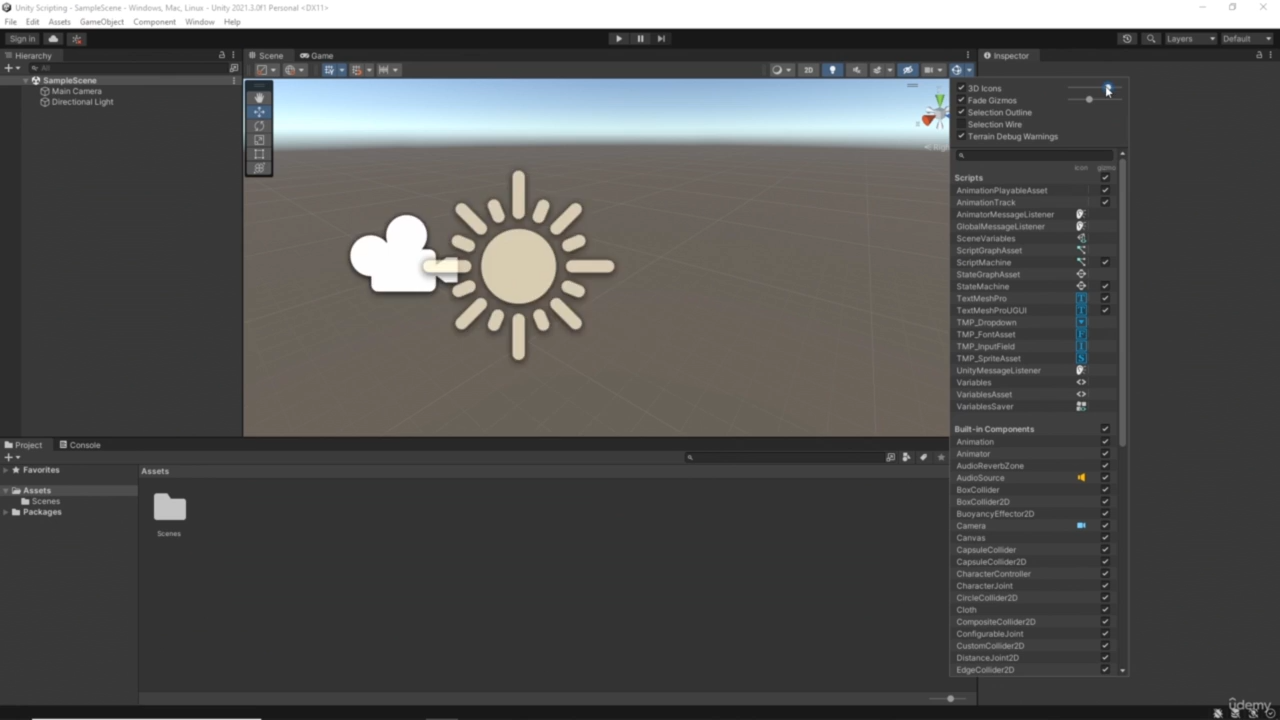 Unity Scripting - SampleScene - Windows, Mac, Linux - Unity 2021.3.0f1 Personal <DX11>
File Edit Assets GameObject Component Window Help
Sign in
Layers
Default
Hierarchy
Scene
Game
Inspector
All
2D
SampleScene
Main Camera
Directional Light
3D Icons
Fade Gizmos
Selection Outline
Selection Wire
Terrain Debug Warnings
icon
gizmo
Scripts
AnimationPlayableAsset
AnimationTrack
AnimatorMessageListener
GlobalMessageListener
SceneVariables
ScriptGraphAsset
ScriptMachine
StateGraphAsset
StateMachine
TextMeshPro
TextMeshProUGUI
TMP_Dropdown
TMP_FontAsset
TMP_InputField
TMP_SpriteAsset
UnityMessageListener
Variables
VariablesAsset
VariablesSaver
Built-in Components
Animation
Animator
AudioReverbZone
AudioSource
BoxCollider
BoxCollider2D
BuoyancyEffector2D
Camera
Canvas
CapsuleCollider
CapsuleCollider2D
CharacterController
CharacterJoint
CircleCollider2D
Cloth
CompositeCollider2D
ConfigurableJoint
CustomCollider2D
DistanceJoint2D
EdgeCollider2D
Project
Console
Favorites
Assets
Scenes
Packages
Assets
Scenes
udemy